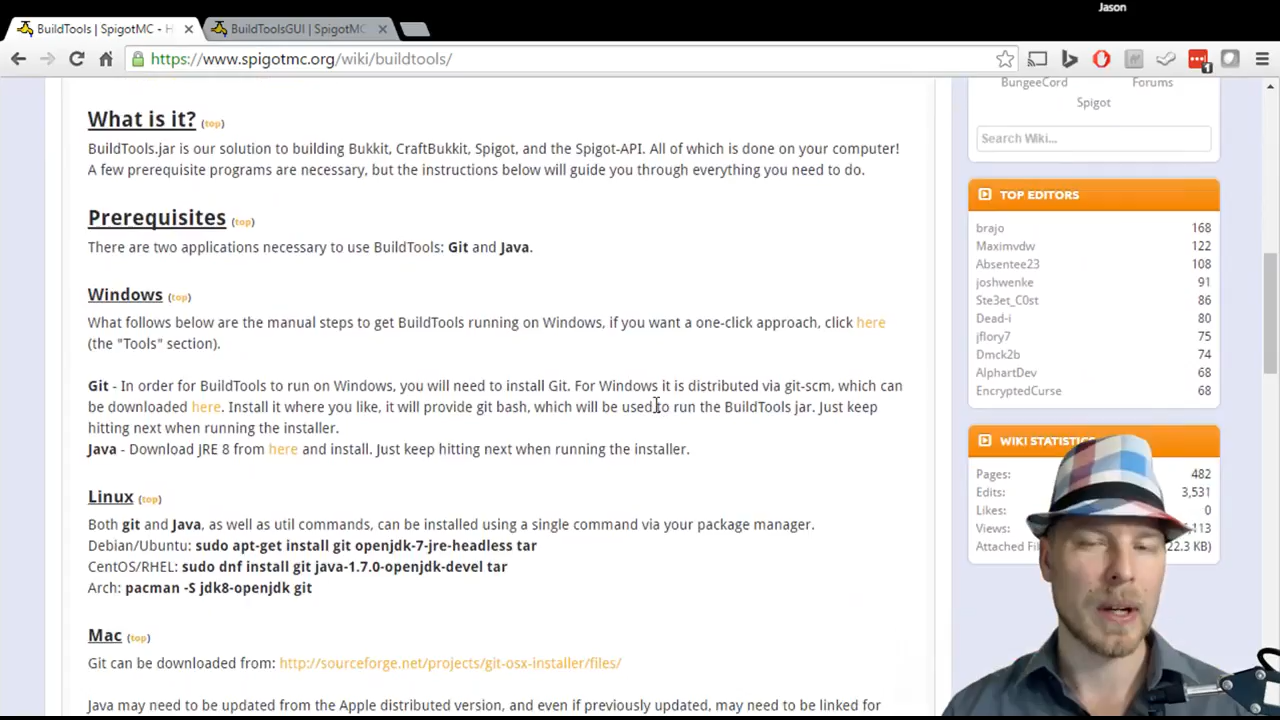 Jason
BuildTools | SpigotMC - H
BuildToolsGUI | SpigotMC
https://www.spigotmc.org/wiki/buildtools/
1
What is it? (top)
BuildTools.jar is our solution to building Bukkit, CraftBukkit, Spigot, and the Spigot-API. All of which is done on your computer!
A few prerequisite programs are necessary, but the instructions below will guide you through everything you need to do.
Prerequisites (top)
There are two applications necessary to use BuildTools: Git and Java.
Windows (top)
What follows below are the manual steps to get BuildTools running on Windows, if you want a one-click approach, click here
(the "Tools" section).
Git - In order for BuildTools to run on Windows, you will need to install Git. For Windows it is distributed via git-scm, which can
be downloaded here. Install it where you like, it will provide git bash, which will be used to run the BuildTools jar. Just keep
hitting next when running the installer.
Java - Download JRE 8 from here and install. Just keep hitting next when running the installer.
Linux (top)
Both git and Java, as well as util commands, can be installed using a single command via your package manager.
Debian/Ubuntu: sudo apt-get install git openjdk-7-jre-headless tar
CentOS/RHEL: sudo dnf install git java-1.7.0-openjdk-devel tar
Arch: pacman -S jdk8-openjdk git
Mac (top)
Git can be downloaded from: http://sourceforge.net/projects/git-osx-installer/files/
Java may need to be updated from the Apple distributed version, and even if previously updated, may need to be linked for
BungeeCord Forums
Spigot
Search Wiki...
TOP EDITORS
brajo 168
Maximvdw 122
Absentee23 108
joshwenke 91
Ste3et_C0st 86
Dead-i 80
jflory7 75
Dmck2b 74
AlphartDev 68
EncryptedCurse 68
WIKI STATISTICS
Pages: 482
Edits: 3,531
Likes: 0
Views: 113
Attached Fil (22.3 KB)